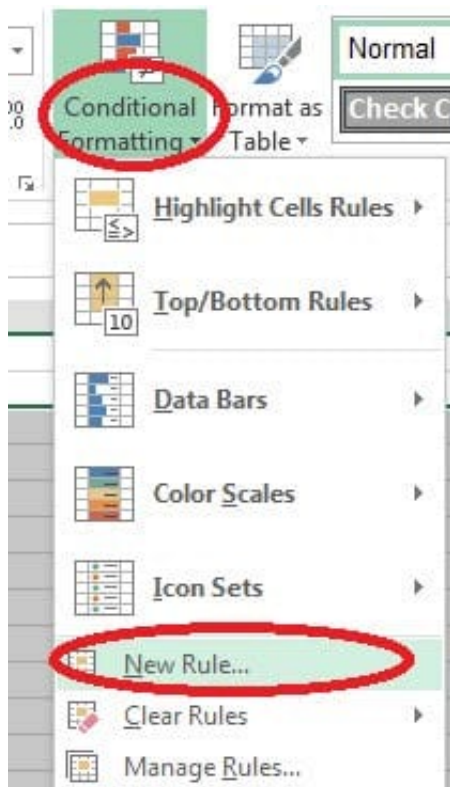 Normal
Conditional Formatting
Format as Table
Check C
Highlight Cells Rules
Top/Bottom Rules
10
Data Bars
Color Scales
Icon Sets
New Rule...
Clear Rules
Manage Rules...